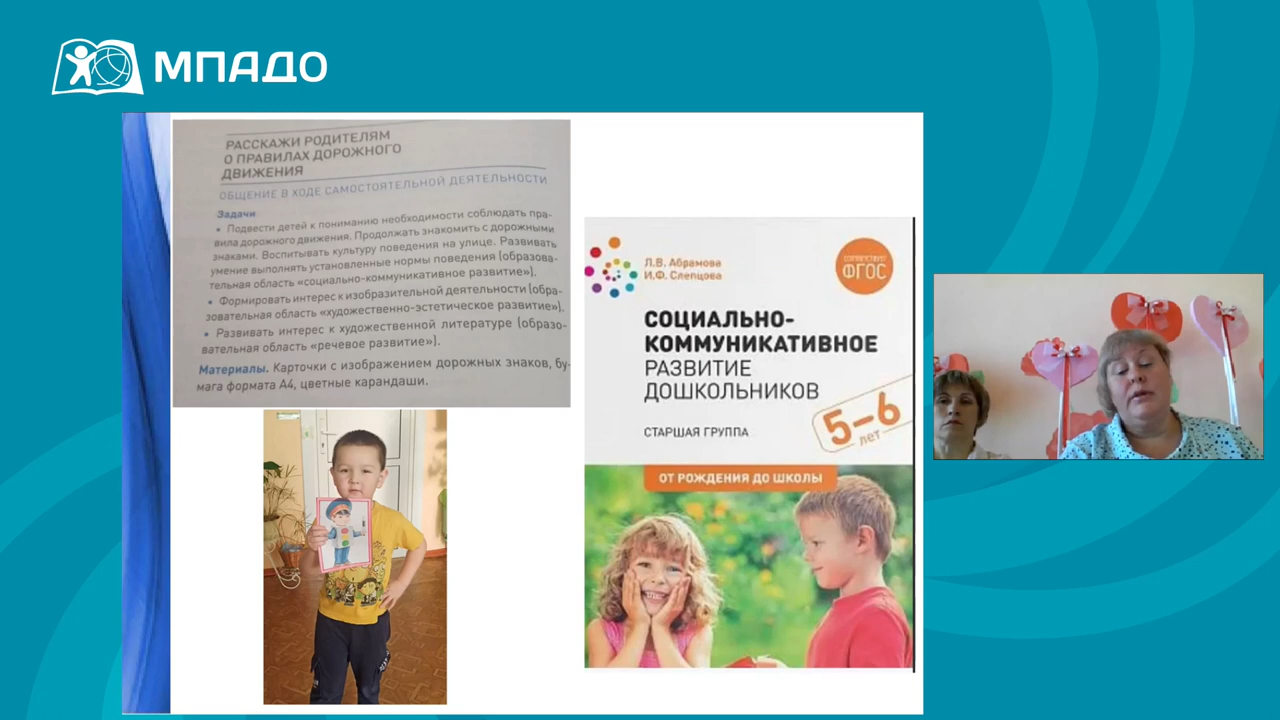 МПАДО
РАССКАЖИ РОДИТЕЛЯМ
О ПРАВИЛАХ ДОРОЖНОГО
ДВИЖЕНИЯ
ОБЩЕНИЕ В ХОДЕ САМОСТОЯТЕЛЬНОЙ ДЕЯТЕЛЬНОСТИ
Задачи
• Подвести детей к пониманию необходимости соблюдать пра-
вила дорожного движения. Продолжать знакомить с дорожными
знаками. Воспитывать культуру поведения на улице. Развивать
умение выполнять установленные нормы поведения (образова-
тельная область «социально-коммуникативное развитие»).
• Формировать интерес к изобразительной деятельности (обра-
зовательная область «художественно-эстетическое развитие»).
• Развивать интерес к художественной литературе (образо-
вательная область «речевое развитие»).
Материалы. Карточки с изображением дорожных знаков, бу-
мага формата А4, цветные карандаши.
Л.В. Абрамова
И.Ф. Слепцова
СООТВЕТСТВУЕТ
ФГОС
СОЦИАЛЬНО-
КОММУНИКАТИВНОЕ
РАЗВИТИЕ
ДОШКОЛЬНИКОВ
5–6
лет
СТАРШАЯ ГРУППА
ОТ РОЖДЕНИЯ ДО ШКОЛЫ